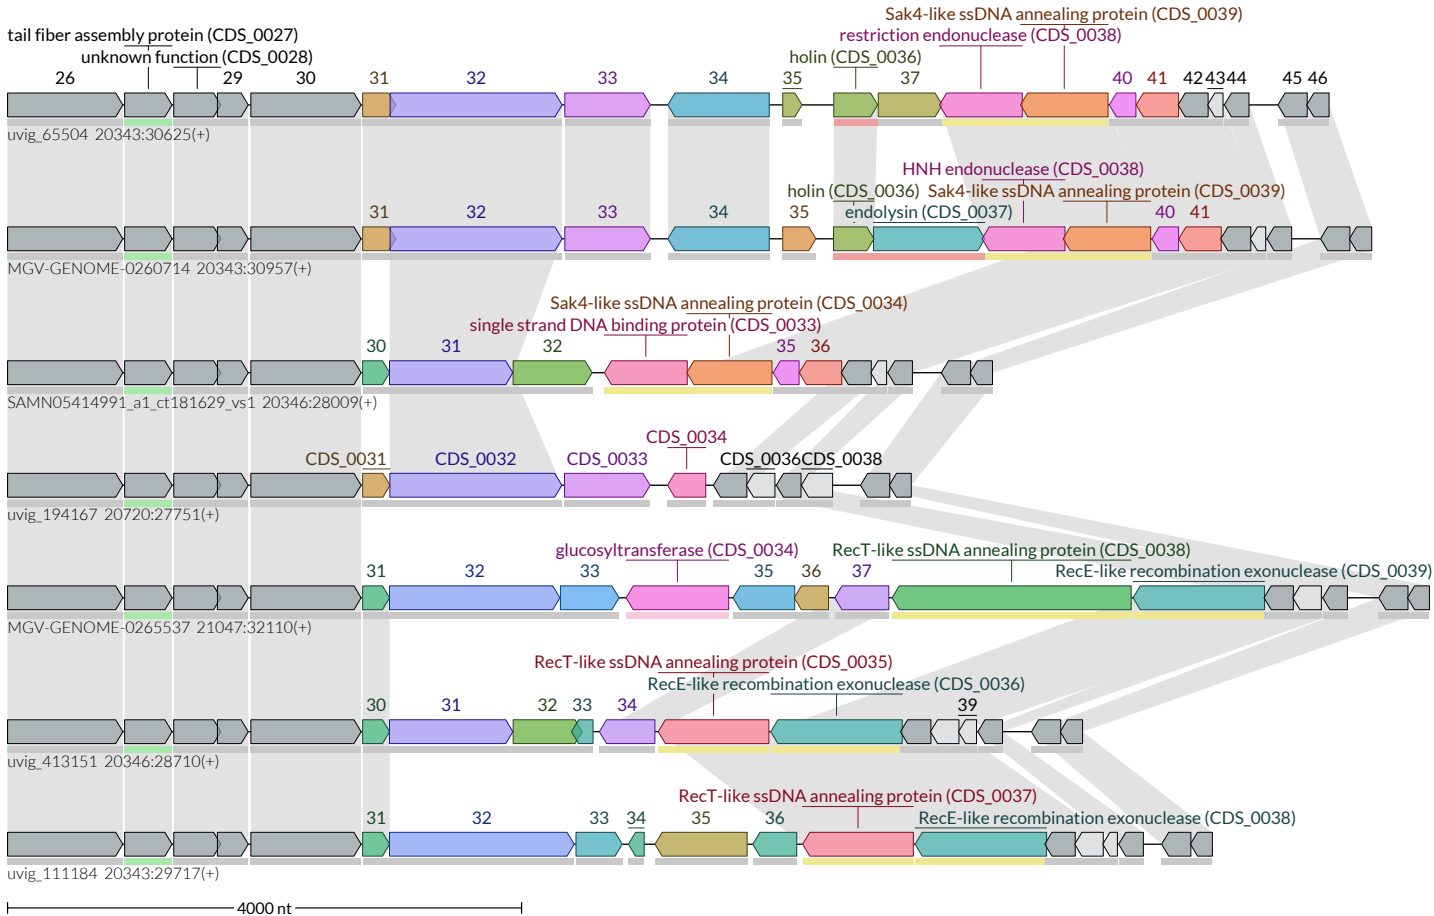 Sak4-like ssDNA annealing protein (CDS_0039)
tail fiber assembly protein (CDS_0027) restriction endonuclease (CDS_0038)
unknown function (CDS_0028) holin (CDS_0036)
26 29 30 31 32 33 34 35 37 40 41 42 43 44 45 46
uvig_65504 20343:30625(+)
HNH endonuclease (CDS_0038)
holin (CDS_0036) Sak4-like ssDNA annealing protein (CDS_0039)
31 32 33 34 35 endolysin (CDS_0037) 40 41
MGV-GENOME-0260714 20343:30957(+)
Sak4-like ssDNA annealing protein (CDS_0034)
single strand DNA binding protein (CDS_0033)
30 31 32 35 36
SAMN05414991_a1_ct181629_vs1 20346:28009(+)
CDS_0034
CDS_0031 CDS_0032 CDS_0033 CDS_0036 CDS_0038
uvig_194167 20720:27751(+)
glucosyltransferase (CDS_0034) RecT-like ssDNA annealing protein (CDS_0038)
31 32 33 35 36 37 RecE-like recombination exonuclease (CDS_0039)
MGV-GENOME-0265537 21047:32110(+)
RecT-like ssDNA annealing protein (CDS_0035)
RecE-like recombination exonuclease (CDS_0036)
30 31 32 33 34 39
uvig_413151 20346:28710(+)
RecT-like ssDNA annealing protein (CDS_0037)
31 32 33 34 35 36 RecE-like recombination exonuclease (CDS_0038)
uvig_111184 20343:29717(+)
4000 nt